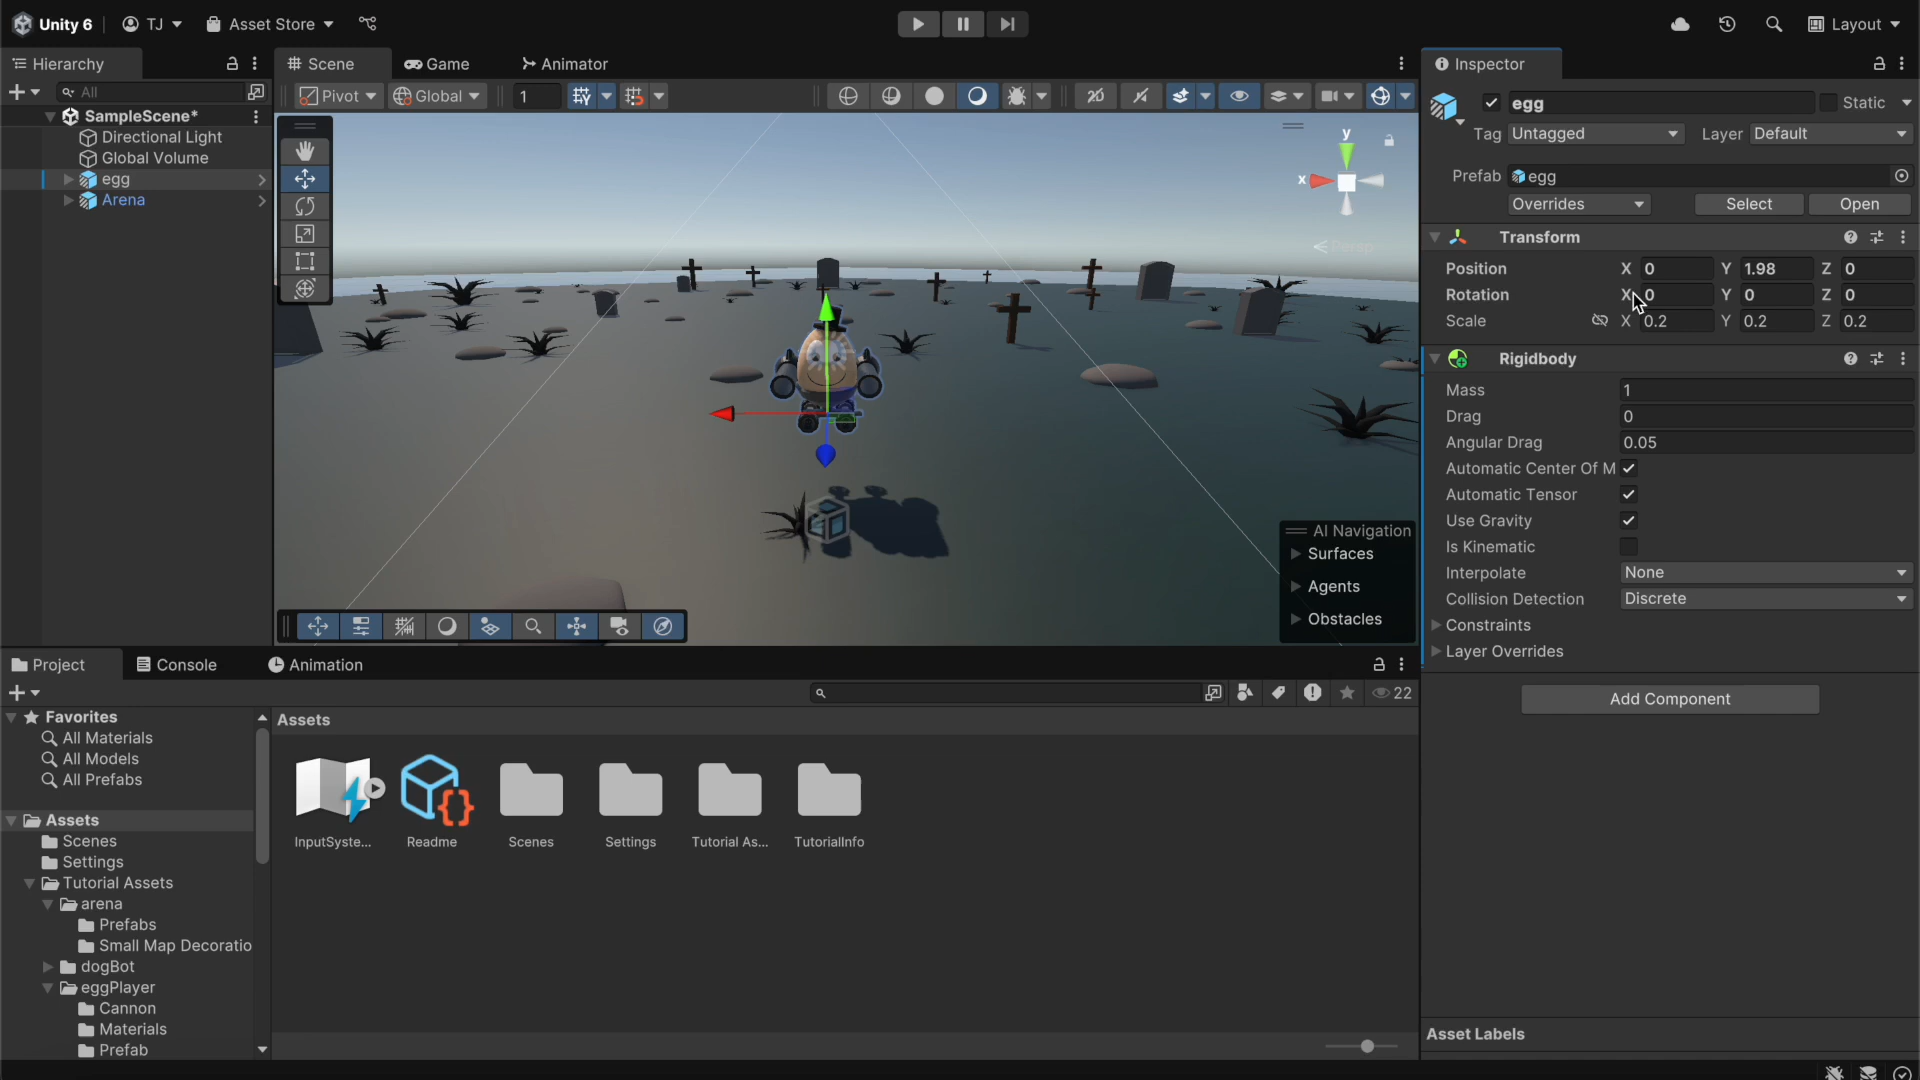 Unity 6 TJ Asset Store Layout
Hierarchy
All
SampleScene*
Directional Light
Global Volume
egg
Arena
Scene Game Animator
Pivot Global 1
2D
y
x
Persp
AI Navigation
Surfaces
Agents
Obstacles
Inspector
egg Static
Tag Untagged Layer Default
Prefab egg
Overrides Select Open
Transform
Position X 0 Y 1.98 Z 0
Rotation X 0 Y 0 Z 0
Scale X 0.2 Y 0.2 Z 0.2
Rigidbody
Mass 1
Drag 0
Angular Drag 0.05
Automatic Center Of M
Automatic Tensor
Use Gravity
Is Kinematic
Interpolate None
Collision Detection Discrete
Constraints
Layer Overrides
Add Component
Asset Labels
Project Console Animation
22
Favorites
All Materials
All Models
All Prefabs
Assets
Scenes
Settings
Tutorial Assets
arena
Prefabs
Small Map Decoratio
dogBot
eggPlayer
Cannon
Materials
Prefab
Assets
InputSyste... Readme Scenes Settings Tutorial As... TutorialInfo